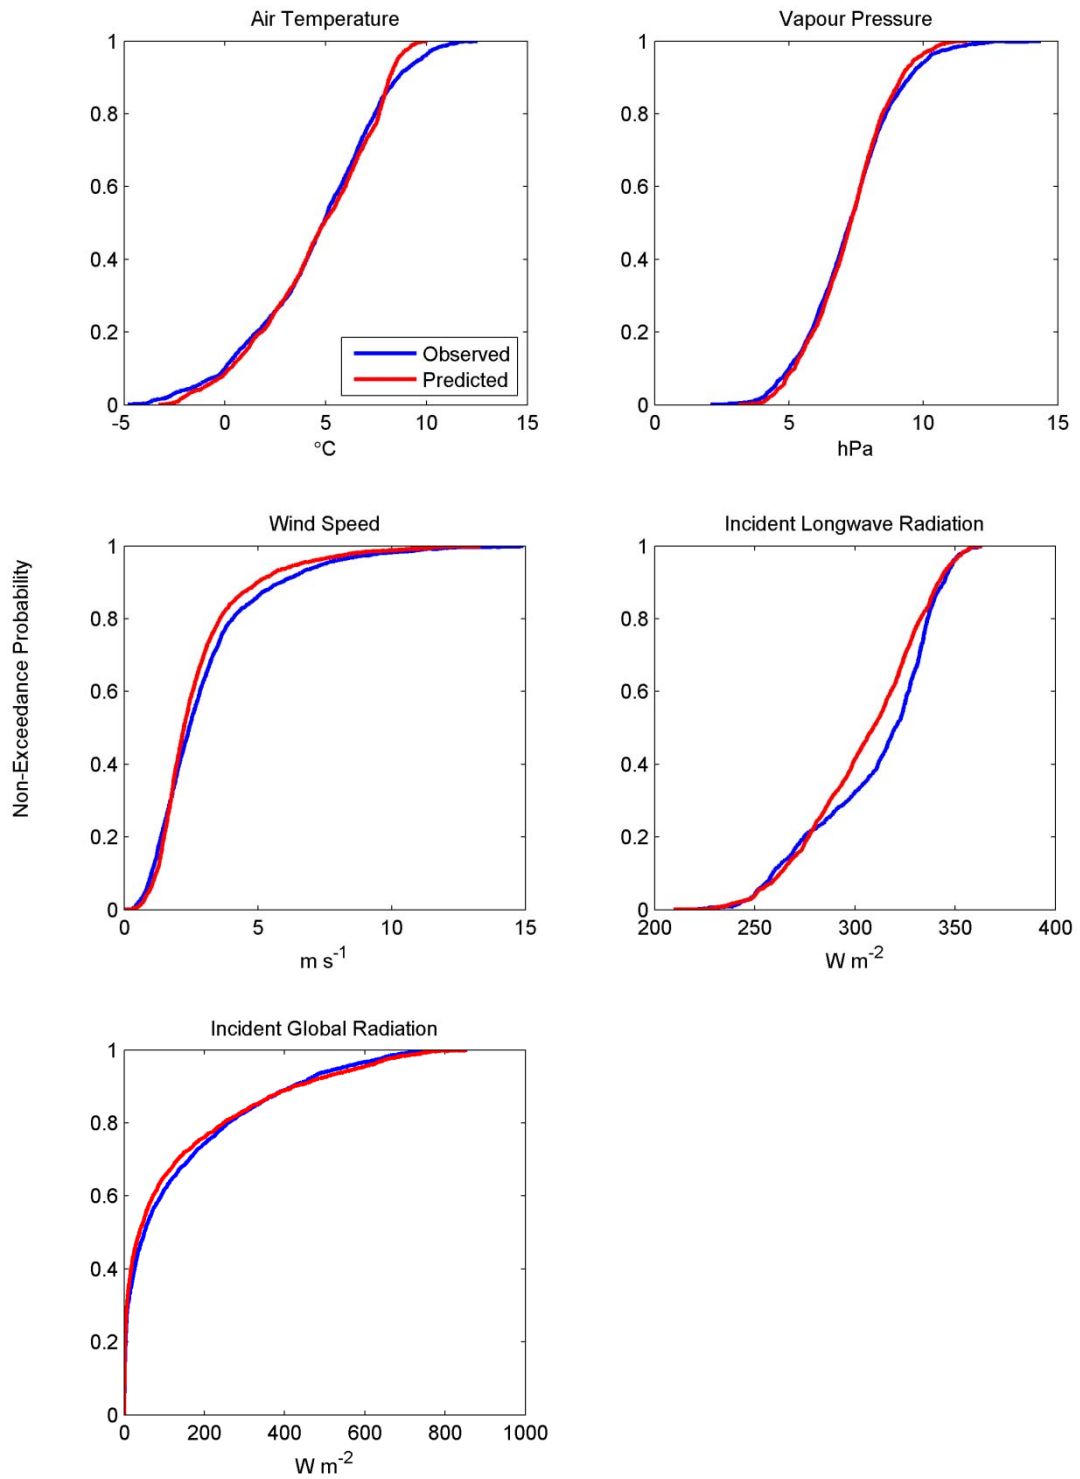 Air Temperature
1
0.8
0.6
0.4
0.2
0
-5 0 5 10 15
°C
Observed
Predicted
Vapour Pressure
1
0.8
0.6
0.4
0.2
0
0 5 10 15
hPa
Non-Exceedance Probability
Wind Speed
1
0.8
0.6
0.4
0.2
0
0 5 10 15
m s⁻¹
Incident Longwave Radiation
1
0.8
0.6
0.4
0.2
0
200 250 300 350 400
W m⁻²
Incident Global Radiation
1
0.8
0.6
0.4
0.2
0
0 200 400 600 800 1000
W m⁻²